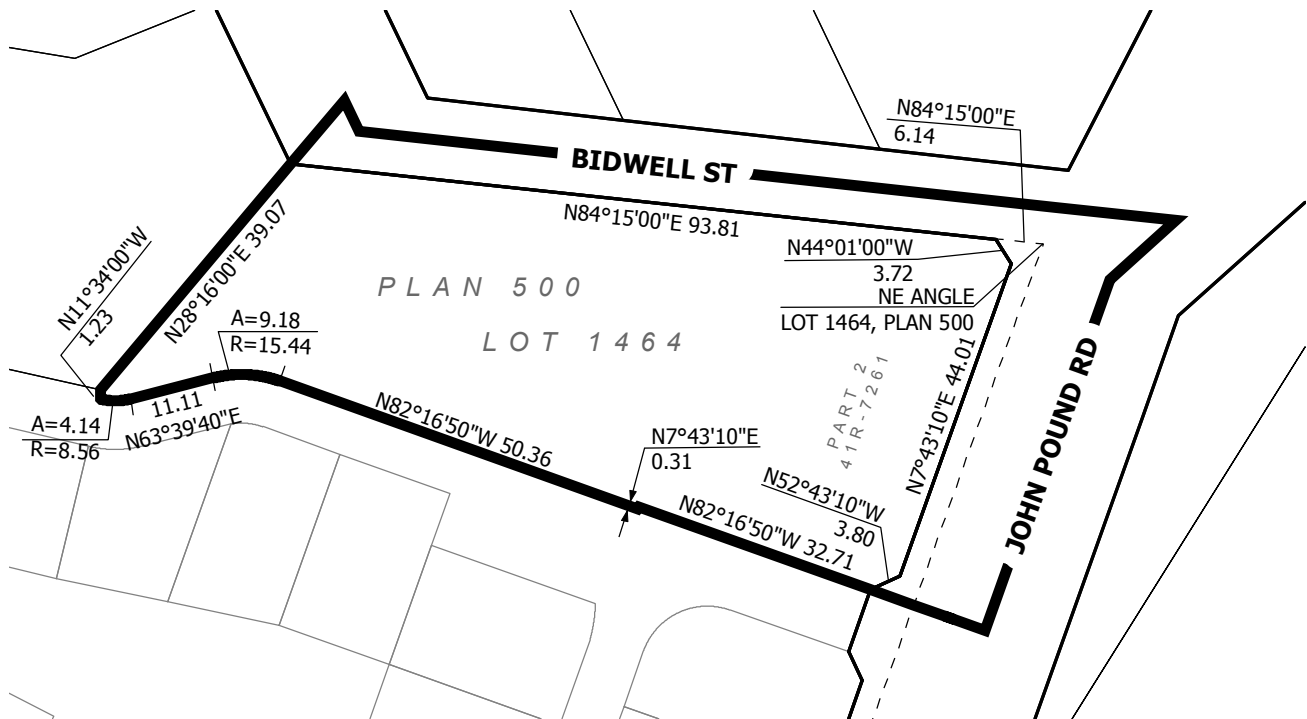 N84°15'00"E
6.14
BIDWELL ST
N84°15'00"E 93.81
N44°01'00"W
3.72
NE ANGLE
LOT 1464, PLAN 500
N11°34'00"W
1.23
N28°16'00"E 39.07
PLAN 500
LOT 1464
A=9.18
R=15.44
PART 2
41R-7261
N7°43'10"E 44.01
JOHN POUND RD
A=4.14
R=8.56
11.11
N63°39'40"E
N82°16'50"W 50.36
N7°43'10"E
0.31
N52°43'10"W
3.80
N82°16'50"W 32.71